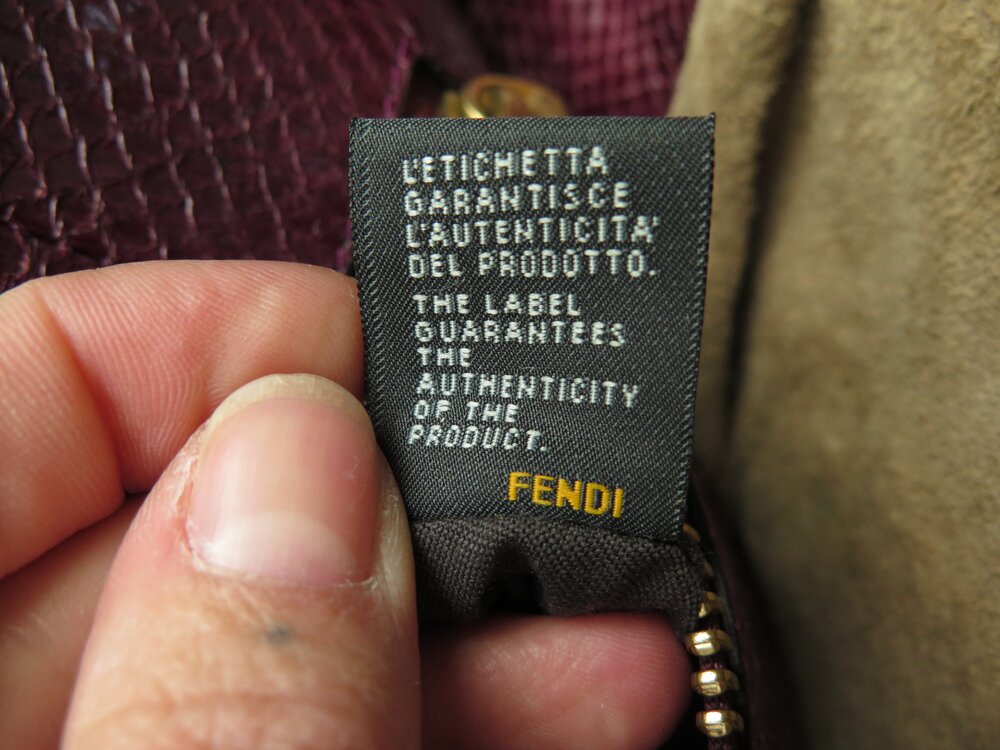 L'ETICHETTA
GARANTISCE
L'AUTENTICITA'
DEL PRODOTTO.
THE LABEL
GUARANTEES
THE
AUTHENTICITY
OF THE
PRODUCT.
FENDI